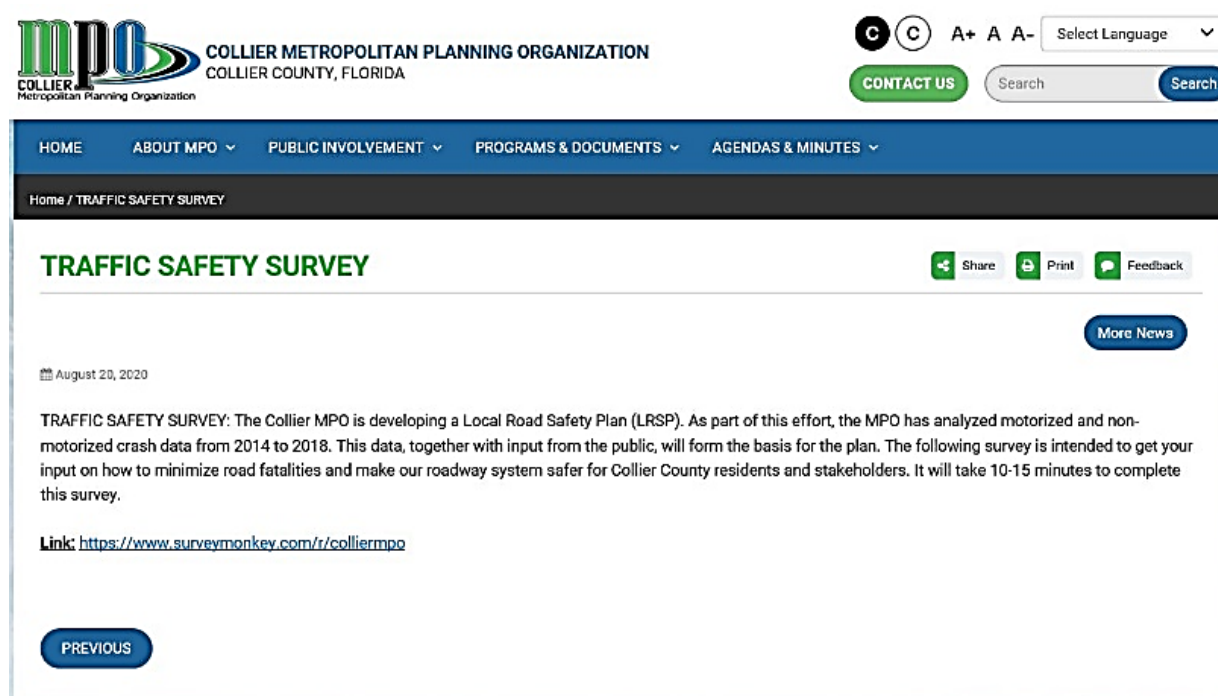 mpo
COLLIER
Metropolitan Planning Organization
COLLIER METROPOLITAN PLANNING ORGANIZATION
COLLIER COUNTY, FLORIDA
C C A+ A A- Select Language
CONTACT US Search Search
HOME ABOUT MPO PUBLIC INVOLVEMENT PROGRAMS & DOCUMENTS AGENDAS & MINUTES
Home / TRAFFIC SAFETY SURVEY
TRAFFIC SAFETY SURVEY
Share Print Feedback
More News
August 20, 2020
TRAFFIC SAFETY SURVEY: The Collier MPO is developing a Local Road Safety Plan (LRSP). As part of this effort, the MPO has analyzed motorized and non-
motorized crash data from 2014 to 2018. This data, together with input from the public, will form the basis for the plan. The following survey is intended to get your
input on how to minimize road fatalities and make our roadway system safer for Collier County residents and stakeholders. It will take 10-15 minutes to complete
this survey.
Link: https://www.surveymonkey.com/r/colliermpo
PREVIOUS